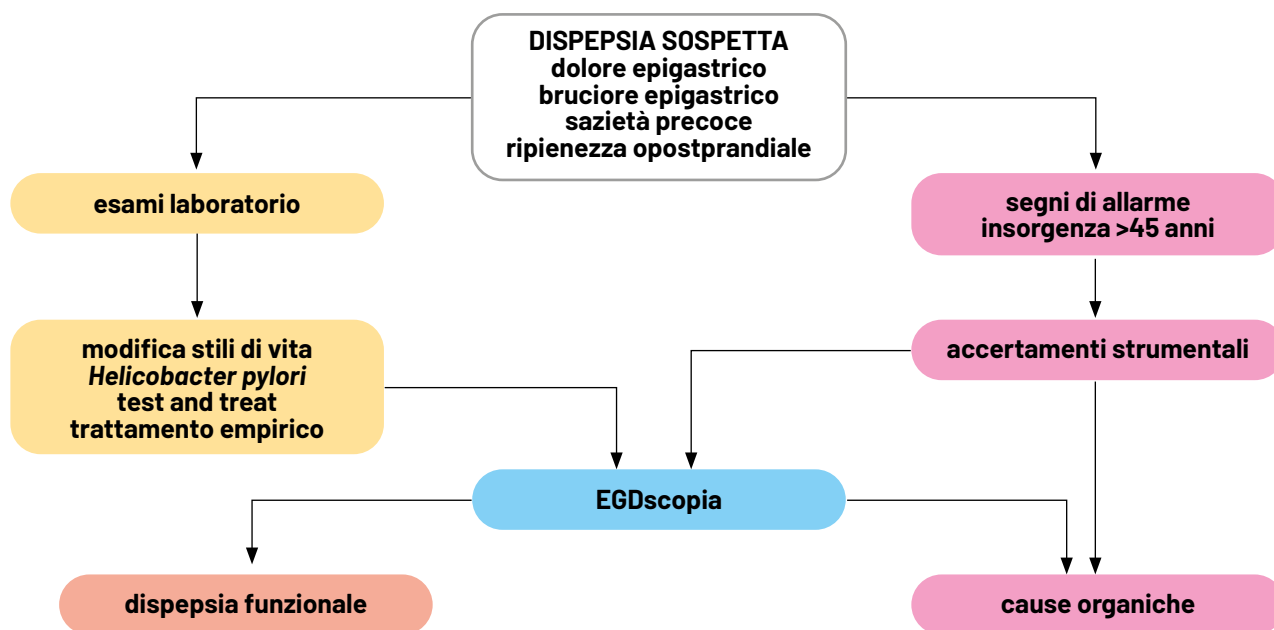 DISPEPSIA SOSPETTA
dolore epigastrico
bruciore epigastrico
sazietà precoce
ripienezza opostprandiale
esami laboratorio
segni di allarme
insorgenza >45 anni
modifica stili di vita
Helicobacter pylori
test and treat
trattamento empirico
accertamenti strumentali
EGDscopia
dispepsia funzionale
cause organiche